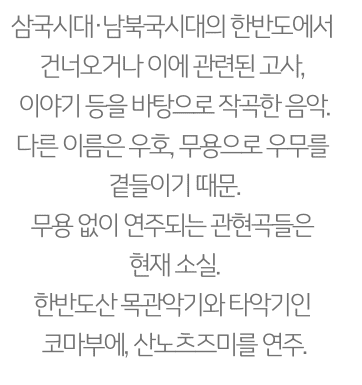 삼국시대·남북국시대의 한반도에서
건너오거나 이에 관련된 고사,
이야기 등을 바탕으로 작곡한 음악.
다른 이름은 우호, 무용으로 우무를
곁들이기 때문.
무용 없이 연주되는 관현곡들은
현재 소실.
한반도산 목관악기와 타악기인
코마부에, 산노츠즈미를 연주.